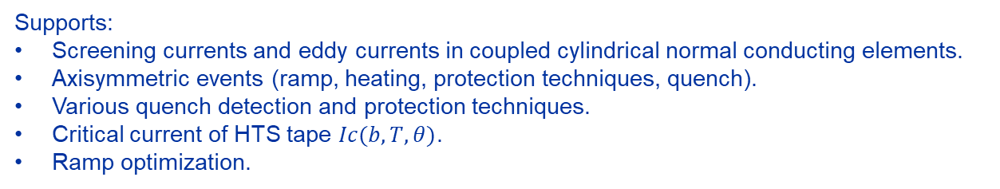 Supports:
• Screening currents and eddy currents in coupled cylindrical normal conducting elements.
• Axisymmetric events (ramp, heating, protection techniques, quench).
• Various quench detection and protection techniques.
• Critical current of HTS tape 𝐼𝑐(𝑏, 𝑇, 𝜃).
• Ramp optimization.